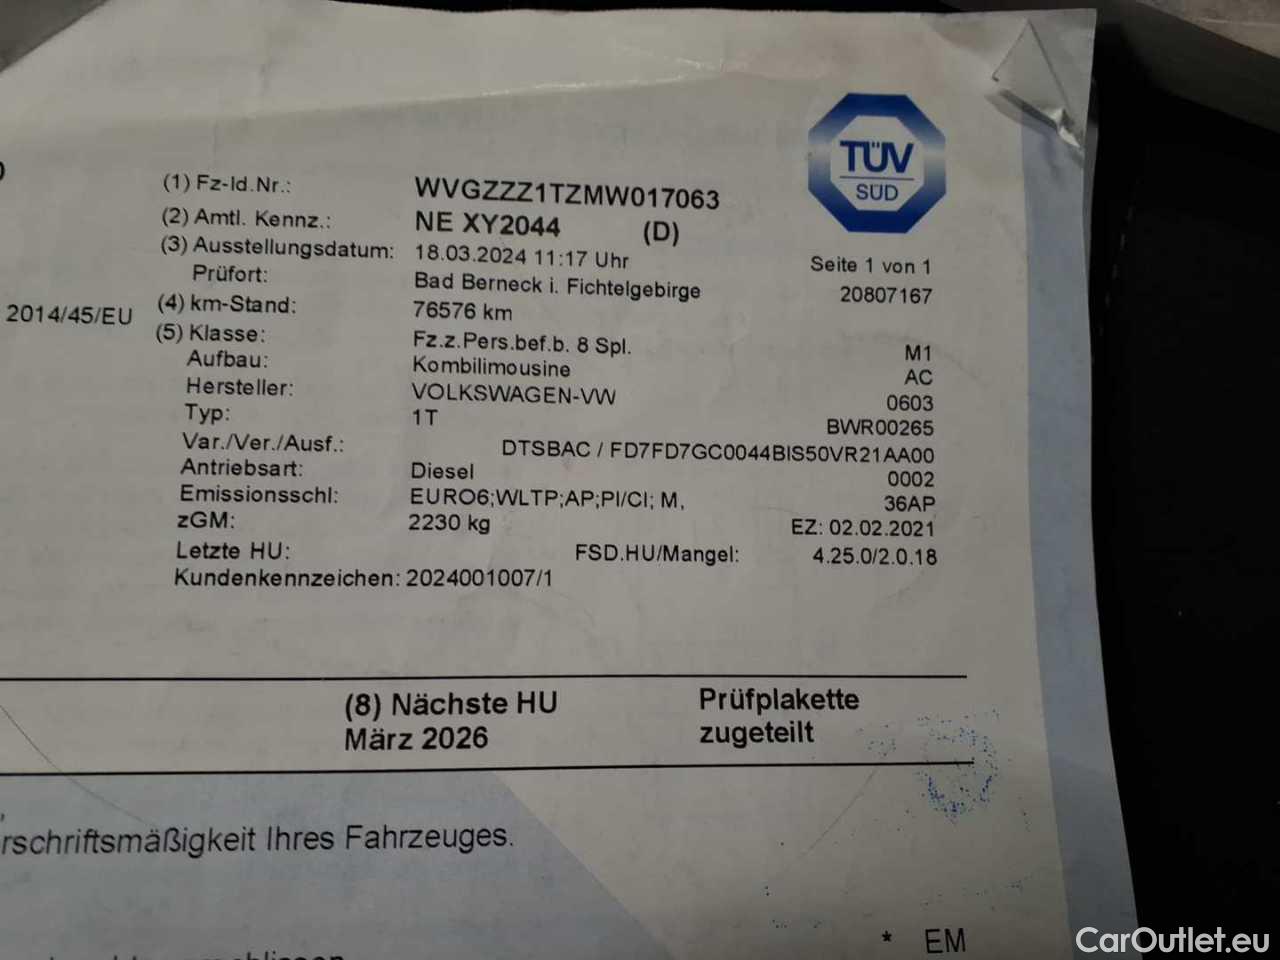 TÜV
SÜD
(1) Fz-Id.Nr.: WVGZZZ1TZMW017063
(2) Amtl. Kennz.: NE XY2044 (D)
(3) Ausstellungsdatum: 18.03.2024 11:17 Uhr Seite 1 von 1
Prüfort: Bad Berneck i. Fichtelgebirge 20807167
2014/45/EU (4) km-Stand: 76576 km
(5) Klasse: Fz.z.Pers.bef.b. 8 Spl. M1
Aufbau: Kombilimousine AC
Hersteller: VOLKSWAGEN-VW 0603
Typ: 1T BWR00265
Var./Ver./Ausf.: DTSBAC / FD7FD7GC0044BIS50VR21AA00
Antriebsart: Diesel 0002
Emissionsschl: EURO6;WLTP;AP;PI/CI; M, 36AP
zGM: 2230 kg EZ: 02.02.2021
Letzte HU: FSD.HU/Mangel: 4.25.0/2.0.18
Kundenkennzeichen: 2024001007/1
(8) Nächste HU Prüfplakette
März 2026 zugeteilt
rschriftsmäßigkeit Ihres Fahrzeuges.
* EM
CarOutlet.eu